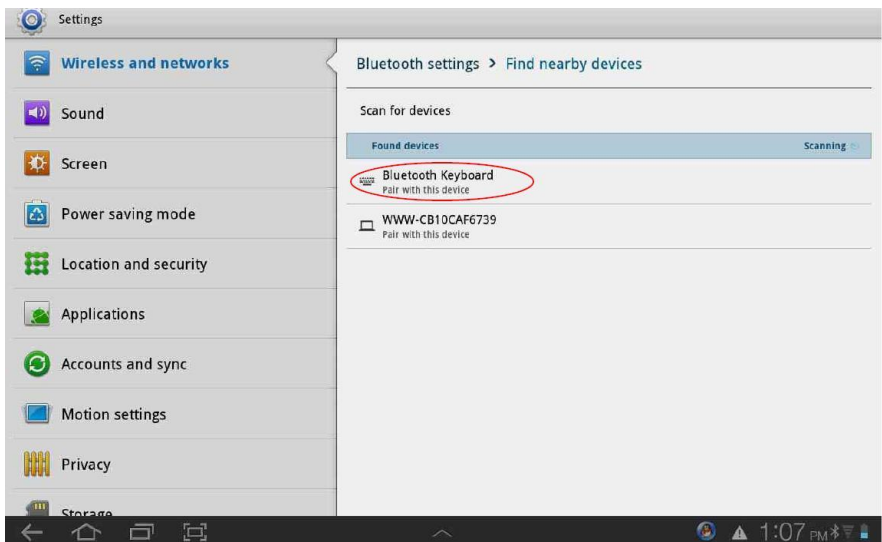 Settings
Wireless and networks
Sound
Screen
Power saving mode
Location and security
Applications
Accounts and sync
Motion settings
Privacy
Storage
Bluetooth settings > Find nearby devices
Scan for devices
Found devices Scanning
Bluetooth Keyboard
Pair with this device
WWW-CB10CAF6739
Pair with this device
1:07 PM